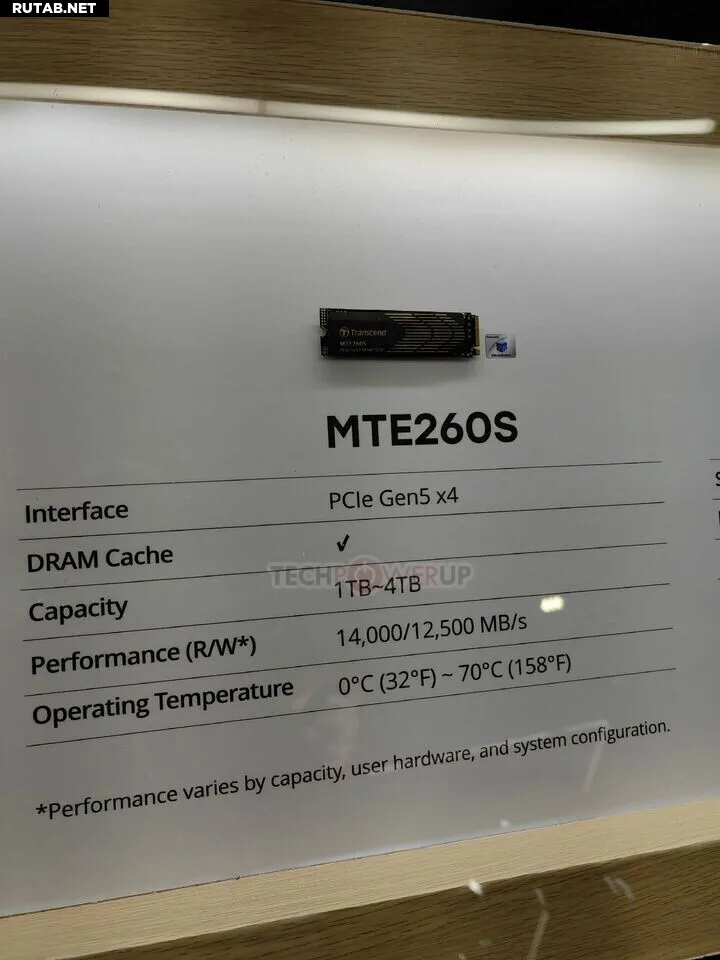 RUTAB.NET
Transcend
MTE260S
MTE260S
Interface PCIe Gen5 x4
DRAM Cache ✓
TECHPOWERUP
Capacity 1TB~4TB
Performance (R/W*) 14,000/12,500 MB/s
Operating Temperature 0°C (32°F) ~ 70°C (158°F)
*Performance varies by capacity, user hardware, and system configuration.